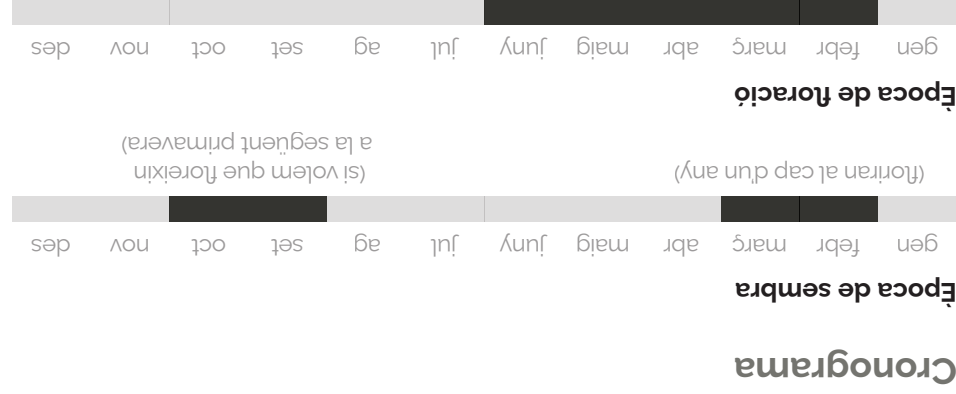 Cronograma
Època de sembra
gen febr març abr maig juny jul ag set oct nov des
(floriran al cap d'un any)
(si volem que floreixin
a la següent primavera)
Època de floració
gen febr març abr maig juny jul ag set oct nov des